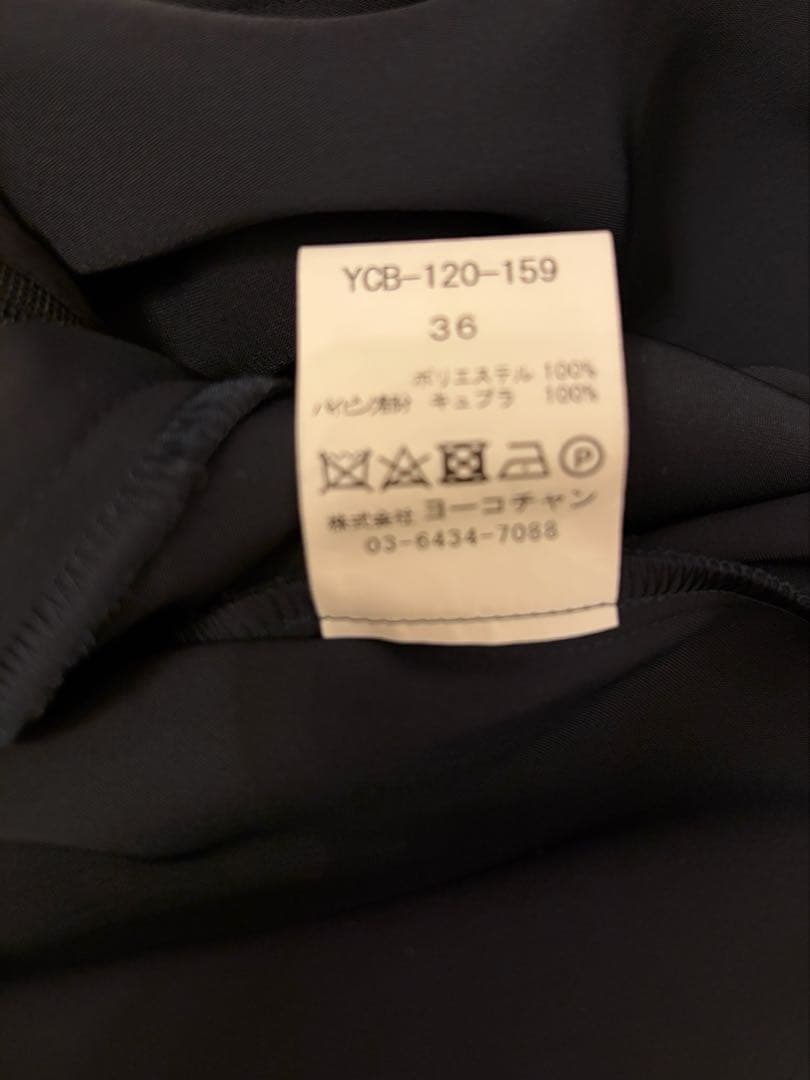 YCB-120-159
36
ポリエステル 100%
パイピング部分 キュプラ 100%
P
株式会社 ヨーコチャン
03-6434-7088